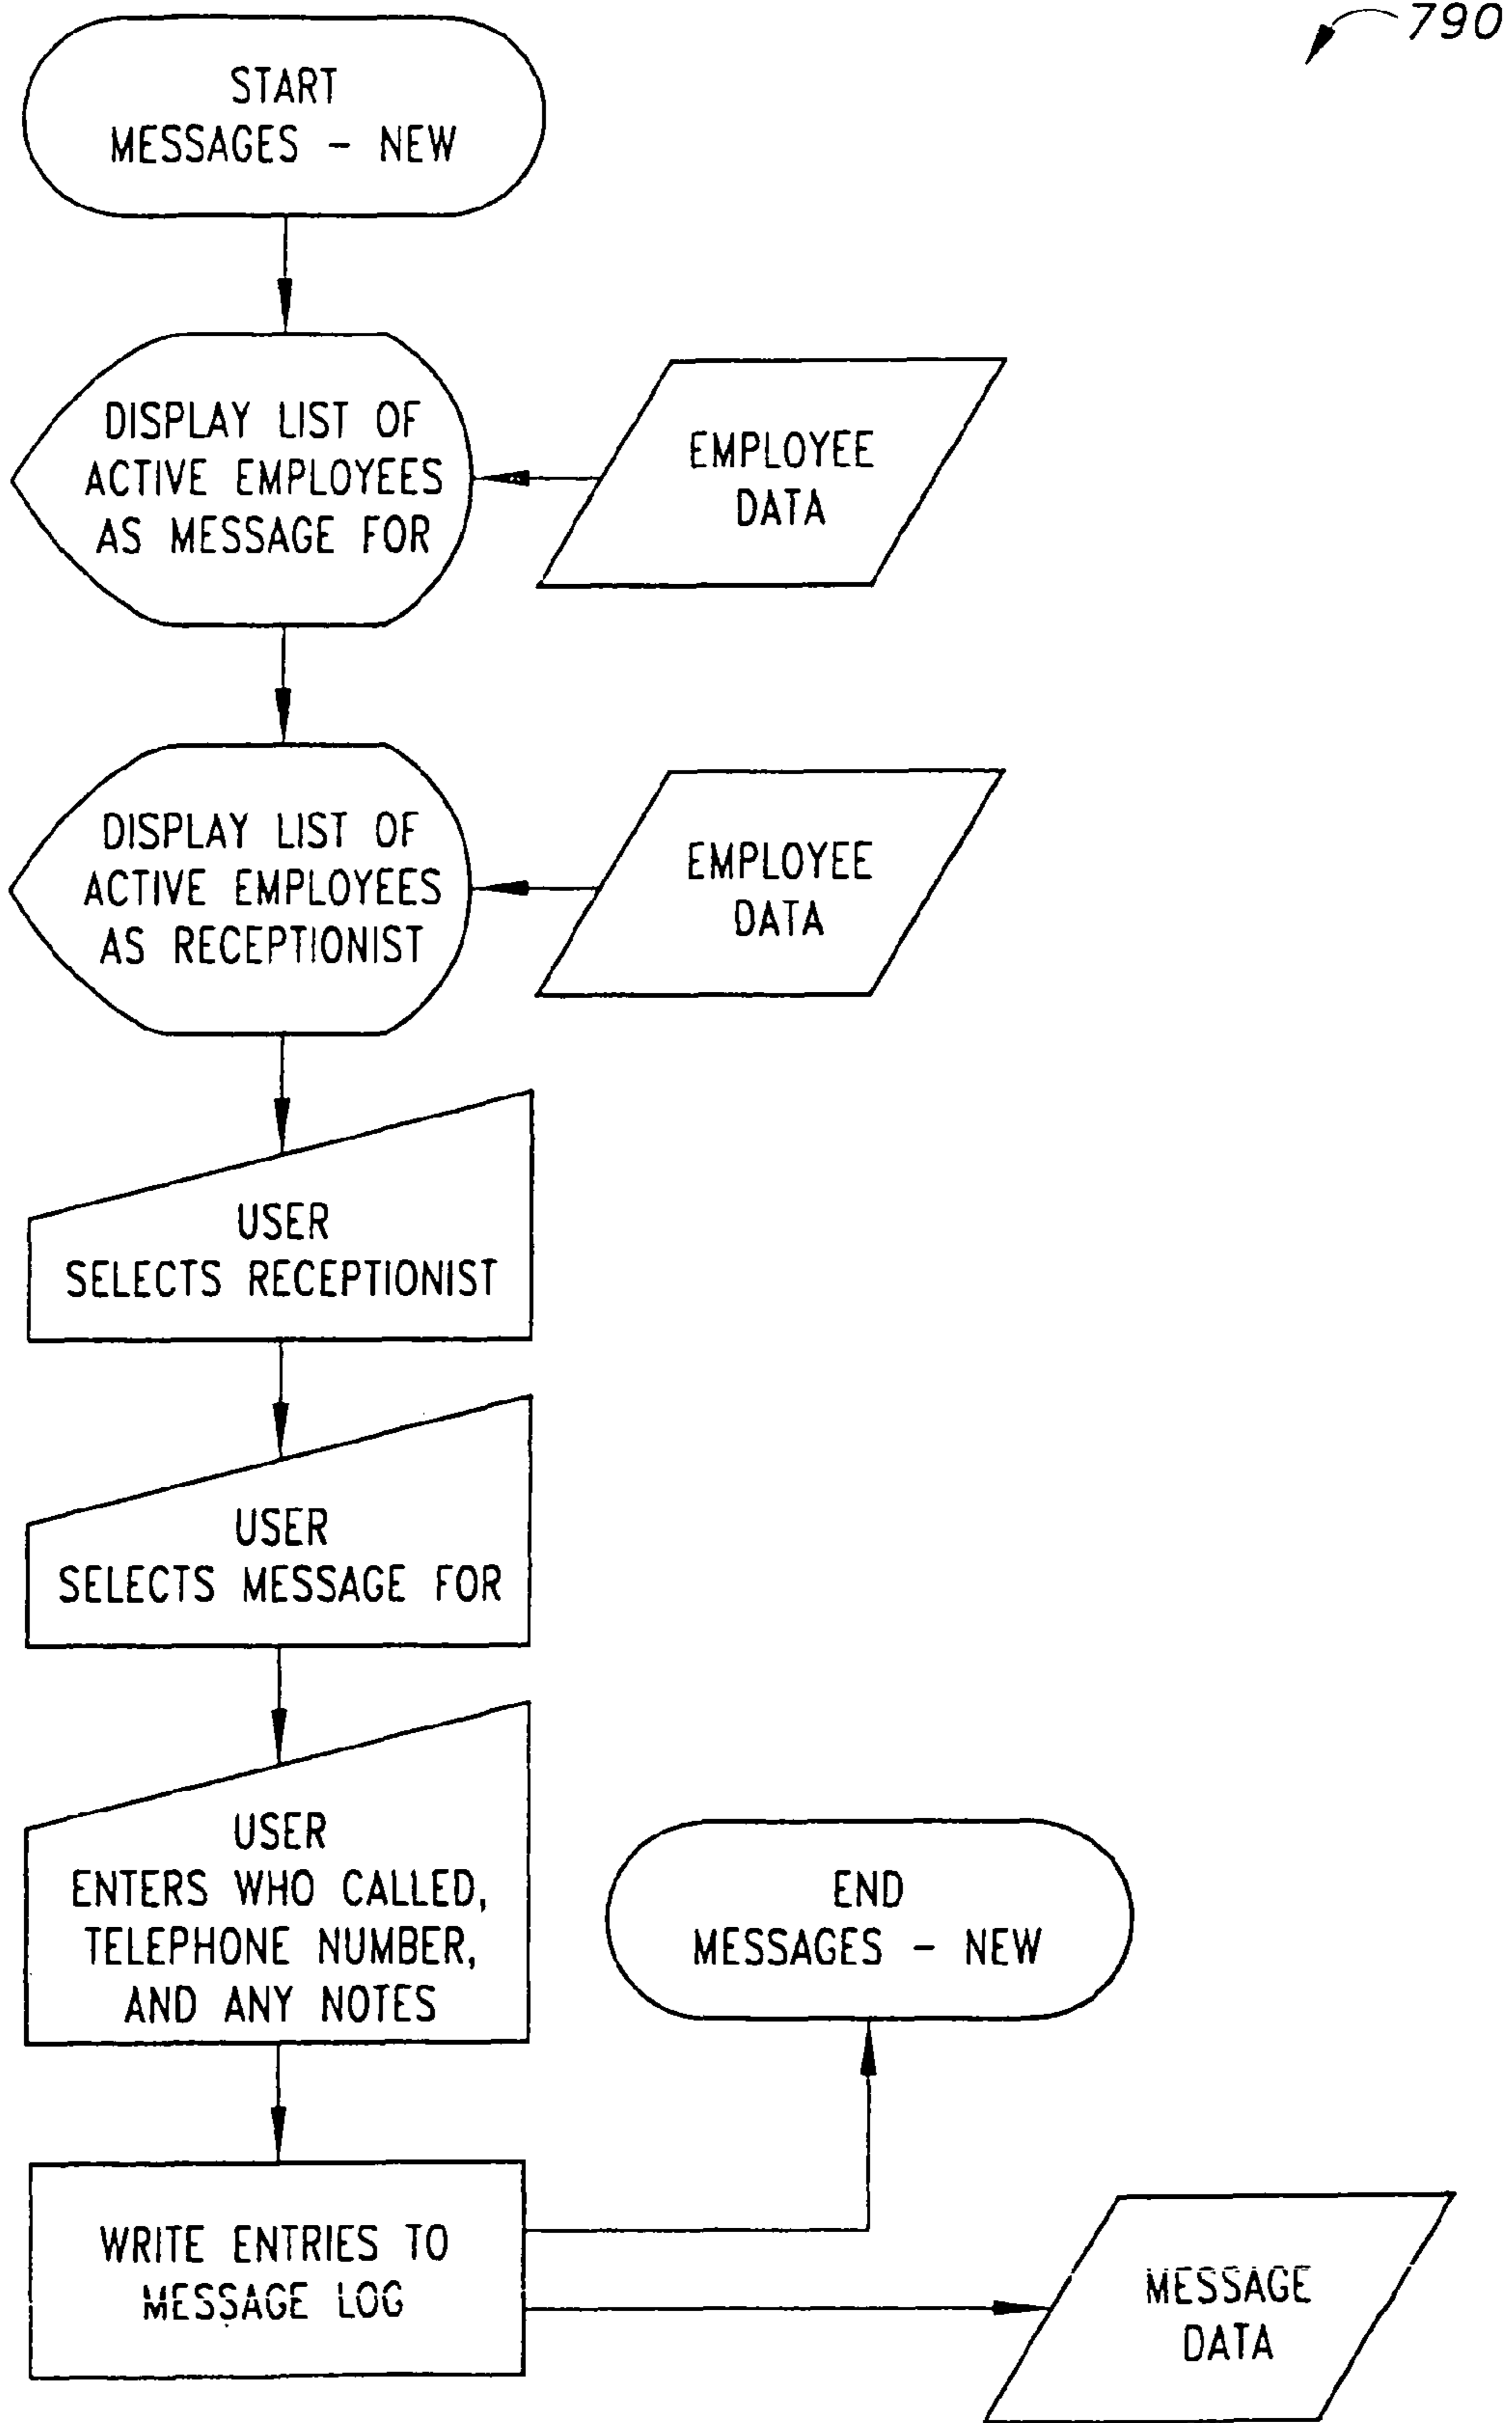 790
START
MESSAGES - NEW
DISPLAY LIST OF
ACTIVE EMPLOYEES
AS MESSAGE FOR
EMPLOYEE
DATA
DISPLAY LIST OF
ACTIVE EMPLOYEES
AS RECEPTIONIST
EMPLOYEE
DATA
USER
SELECTS RECEPTIONIST
USER
SELECTS MESSAGE FOR
USER
ENTERS WHO CALLED,
TELEPHONE NUMBER,
AND ANY NOTES
END
MESSAGES - NEW
WRITE ENTRIES TO
MESSAGE LOG
MESSAGE
DATA